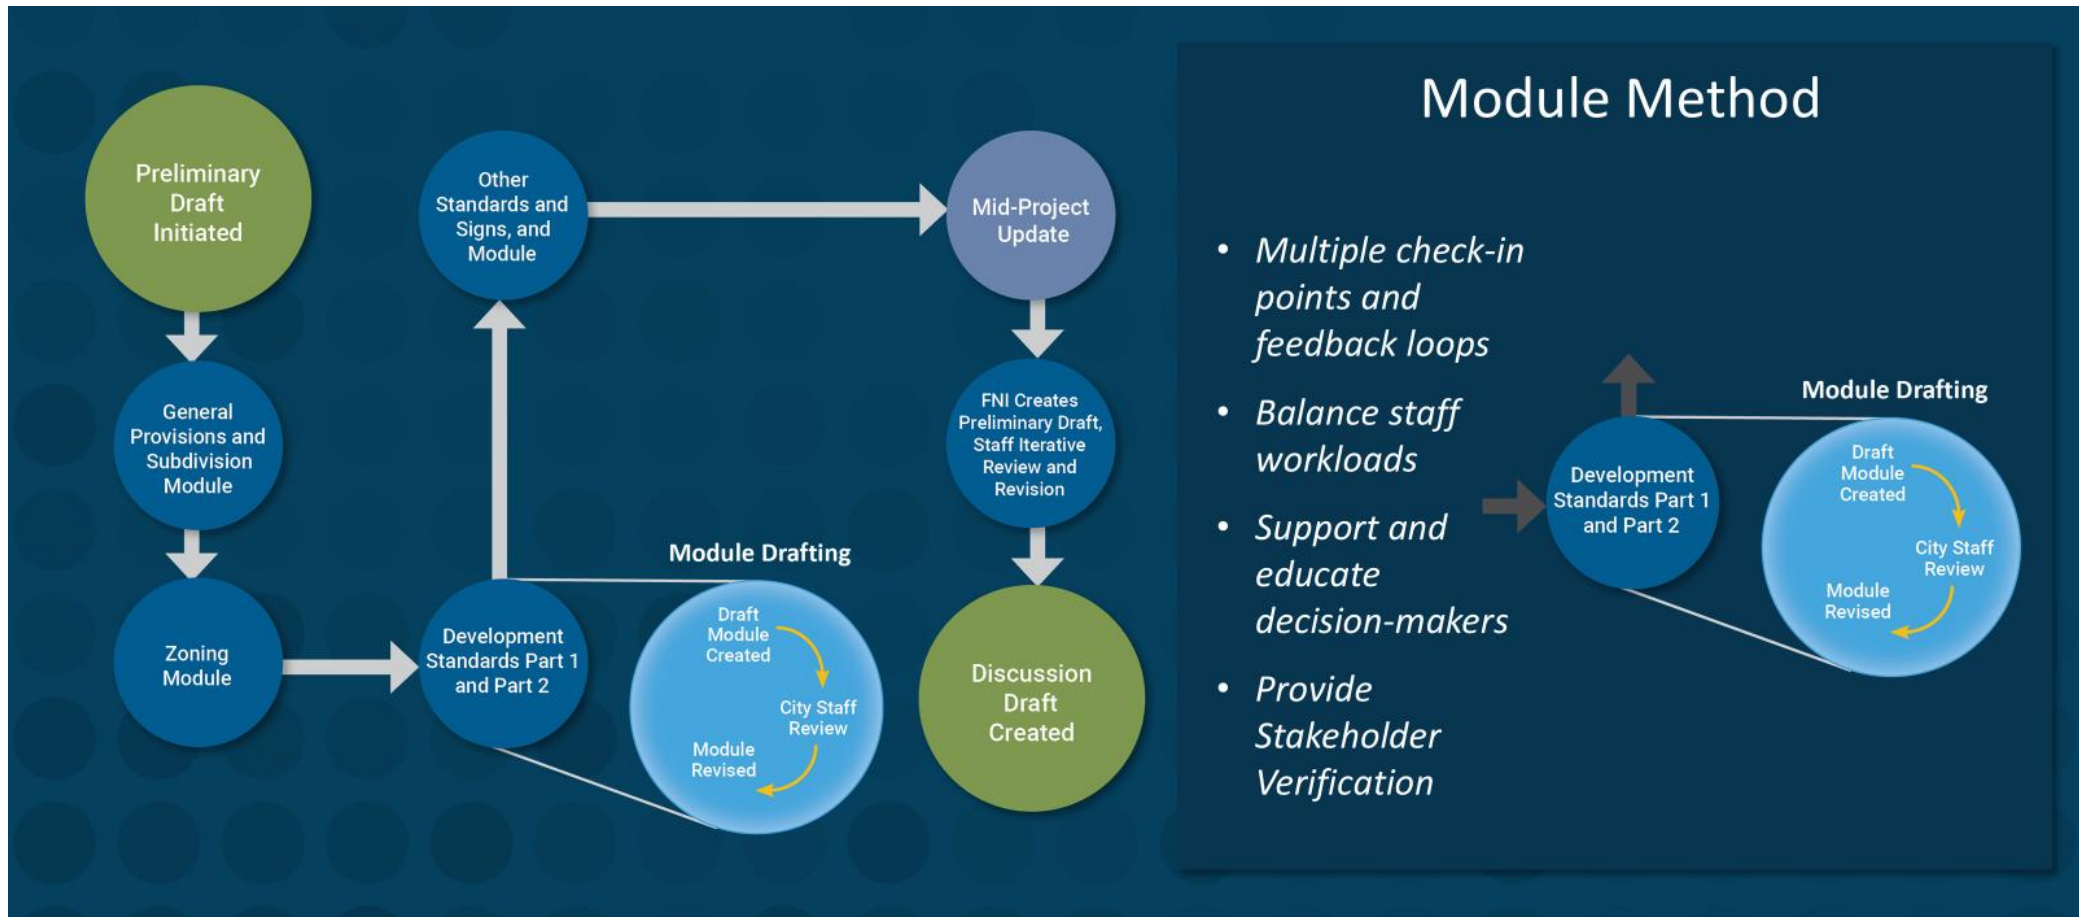 Preliminary
Draft
Initiated
General
Provisions and
Subdivision
Module
Zoning
Module
Development
Standards Part 1
and Part 2
Module Drafting
Draft
Module
Created
City Staff
Review
Module
Revised
Other
Standards and
Signs, and
Module
Mid-Project
Update
FNI Creates
Preliminary Draft,
Staff Iterative
Review and
Revision
Discussion
Draft
Created
Module Method
• Multiple check-in
points and
feedback loops
• Balance staff
workloads
• Support and
educate
decision-makers
• Provide
Stakeholder
Verification
Development
Standards Part 1
and Part 2
Module Drafting
Draft
Module
Created
City Staff
Review
Module
Revised